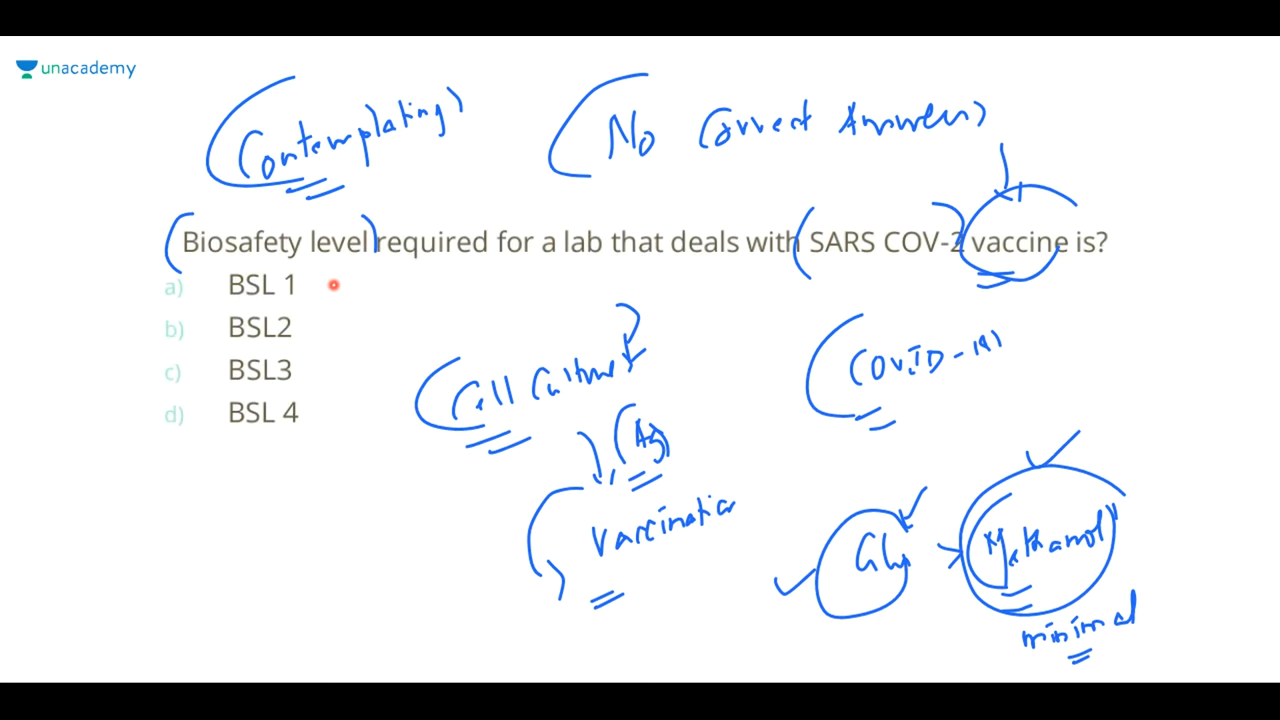 unacademy
Contemplating
No Correct Answers
Biosafety level required for a lab that deals with SARS COV-2 vaccine is?
a) BSL 1
b) BSL2
c) BSL3
d) BSL 4
COVID-19
Cell Culture
Ag
Vaccination
Methanol
minimal